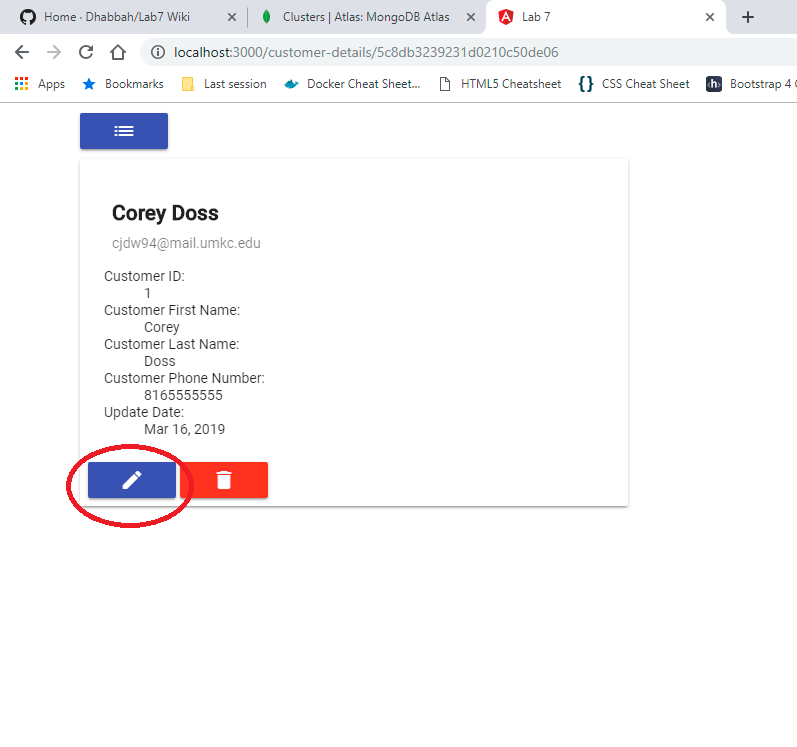 Home · Dhabbah/Lab7 Wiki
Clusters | Atlas: MongoDB Atlas
Lab 7
localhost:3000/customer-details/5c8db3239231d0210c50de06
Apps
Bookmarks
Last session
Docker Cheat Sheet...
HTML5 Cheatsheet
CSS Cheat Sheet
Bootstrap 4
Corey Doss
cjdw94@mail.umkc.edu
Customer ID:
1
Customer First Name:
Corey
Customer Last Name:
Doss
Customer Phone Number:
8165555555
Update Date:
Mar 16, 2019